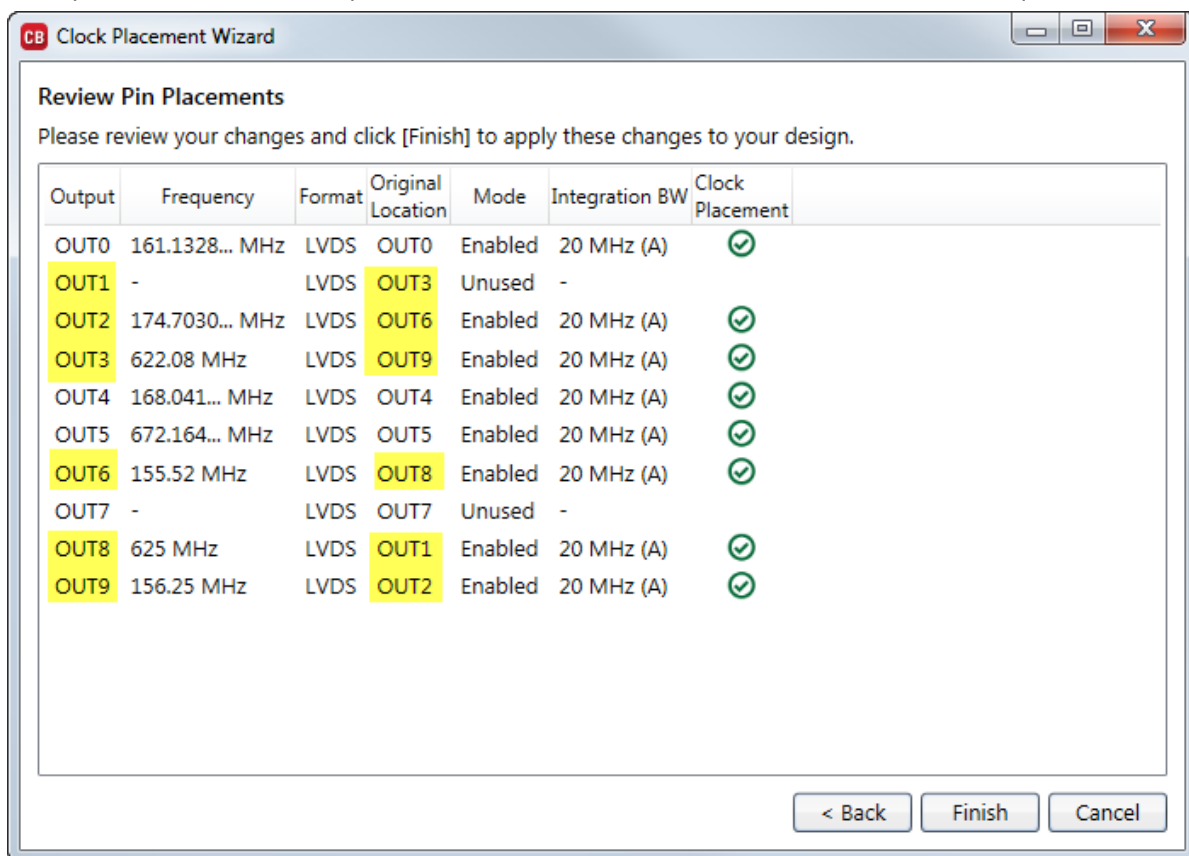 CB Clock Placement Wizard
Review Pin Placements
Please review your changes and click [Finish] to apply these changes to your design.
Output Frequency Format Original Location Mode Integration BW Clock Placement
OUT0 161.1328... MHz LVDS OUT0 Enabled 20 MHz (A)
OUT1 - LVDS OUT3 Unused -
OUT2 174.7030... MHz LVDS OUT6 Enabled 20 MHz (A)
OUT3 622.08 MHz LVDS OUT9 Enabled 20 MHz (A)
OUT4 168.041... MHz LVDS OUT4 Enabled 20 MHz (A)
OUT5 672.164... MHz LVDS OUT5 Enabled 20 MHz (A)
OUT6 155.52 MHz LVDS OUT8 Enabled 20 MHz (A)
OUT7 - LVDS OUT7 Unused -
OUT8 625 MHz LVDS OUT1 Enabled 20 MHz (A)
OUT9 156.25 MHz LVDS OUT2 Enabled 20 MHz (A)
< Back Finish Cancel